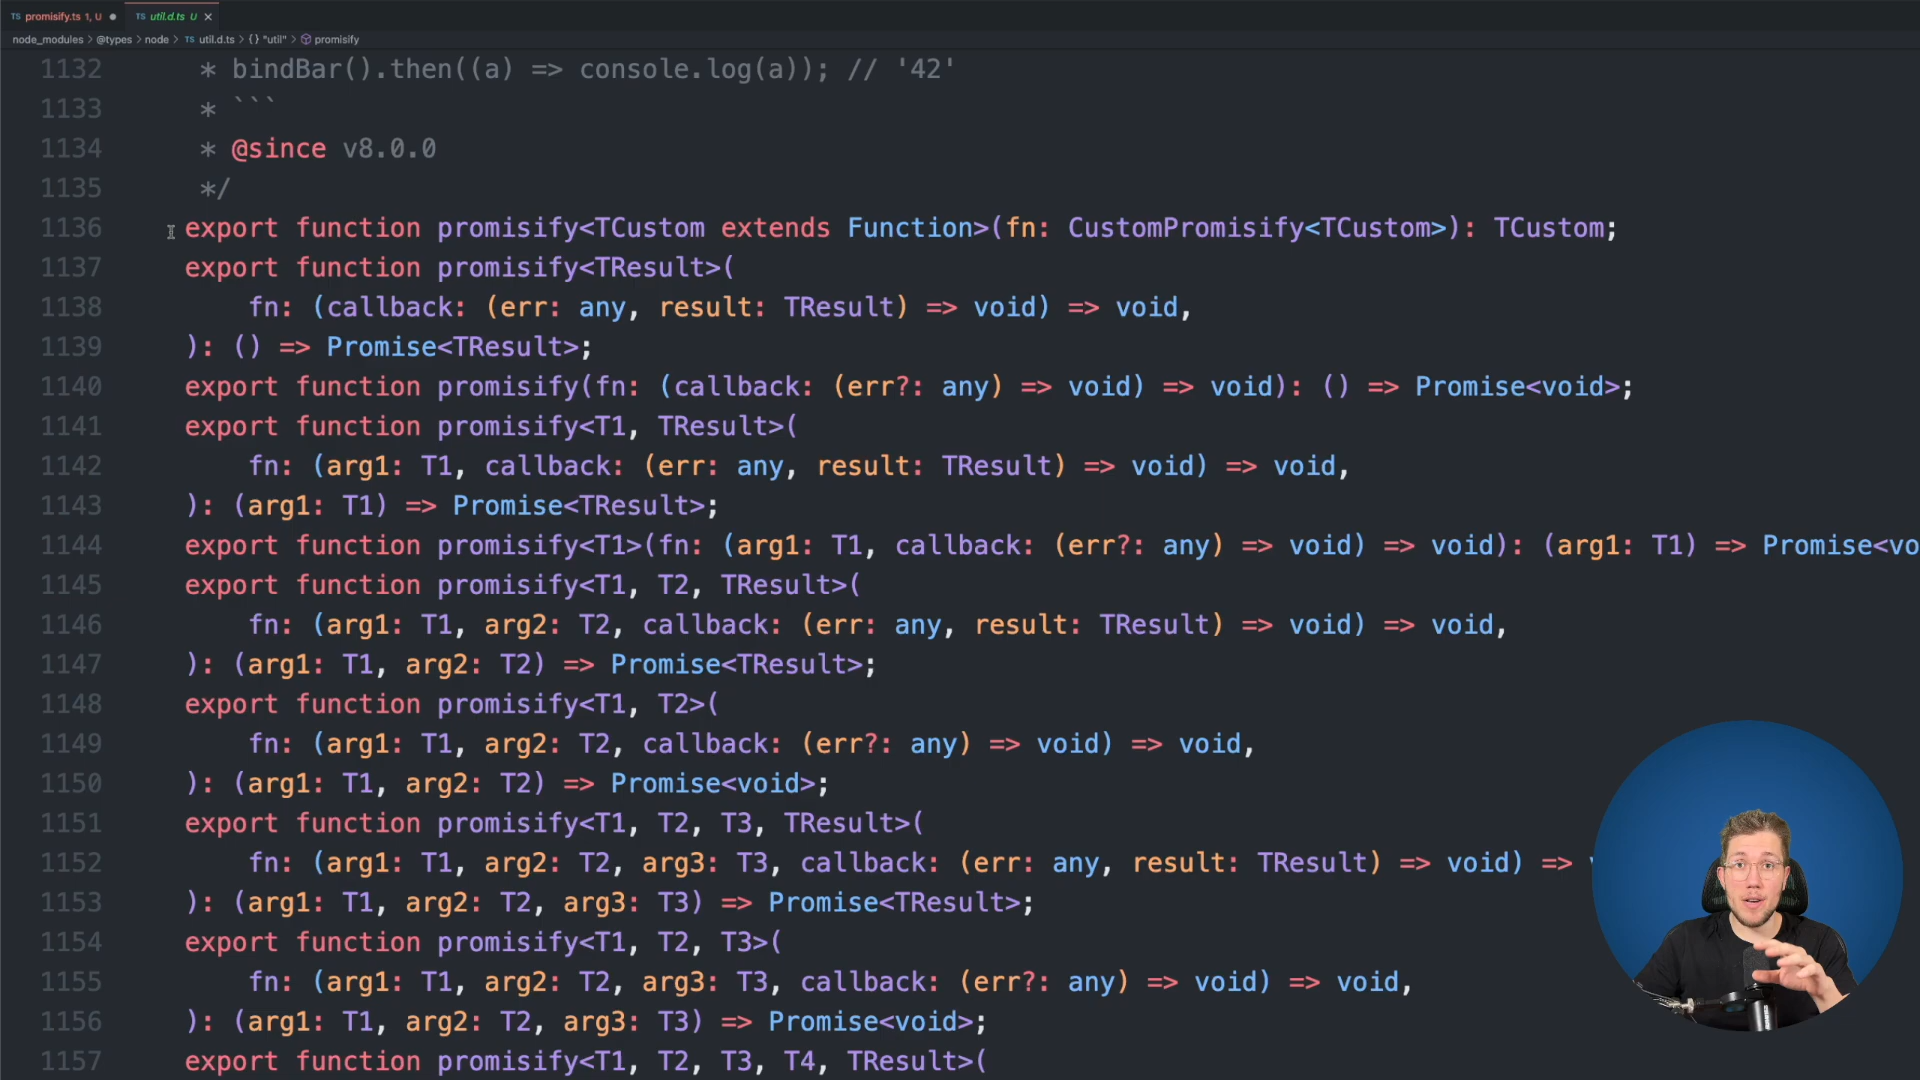 TS promisify.ts 1, U ●
TS util.d.ts U ×
node_modules > @types > node > TS util.d.ts > {} "util" > promisify
1132 * bindBar().then((a) => console.log(a)); // '42'
1133 * ```
1134 * @since v8.0.0
1135 */
1136 export function promisify<TCustom extends Function>(fn: CustomPromisify<TCustom>): TCustom;
1137 export function promisify<TResult>(
1138 fn: (callback: (err: any, result: TResult) => void) => void,
1139 ): () => Promise<TResult>;
1140 export function promisify(fn: (callback: (err?: any) => void) => void): () => Promise<void>;
1141 export function promisify<T1, TResult>(
1142 fn: (arg1: T1, callback: (err: any, result: TResult) => void) => void,
1143 ): (arg1: T1) => Promise<TResult>;
1144 export function promisify<T1>(fn: (arg1: T1, callback: (err?: any) => void) => void): (arg1: T1) => Promise<vo
1145 export function promisify<T1, T2, TResult>(
1146 fn: (arg1: T1, arg2: T2, callback: (err: any, result: TResult) => void) => void,
1147 ): (arg1: T1, arg2: T2) => Promise<TResult>;
1148 export function promisify<T1, T2>(
1149 fn: (arg1: T1, arg2: T2, callback: (err?: any) => void) => void,
1150 ): (arg1: T1, arg2: T2) => Promise<void>;
1151 export function promisify<T1, T2, T3, TResult>(
1152 fn: (arg1: T1, arg2: T2, arg3: T3, callback: (err: any, result: TResult) => void) =>
1153 ): (arg1: T1, arg2: T2, arg3: T3) => Promise<TResult>;
1154 export function promisify<T1, T2, T3>(
1155 fn: (arg1: T1, arg2: T2, arg3: T3, callback: (err?: any) => void) => void,
1156 ): (arg1: T1, arg2: T2, arg3: T3) => Promise<void>;
1157 export function promisify<T1, T2, T3, T4, TResult>(